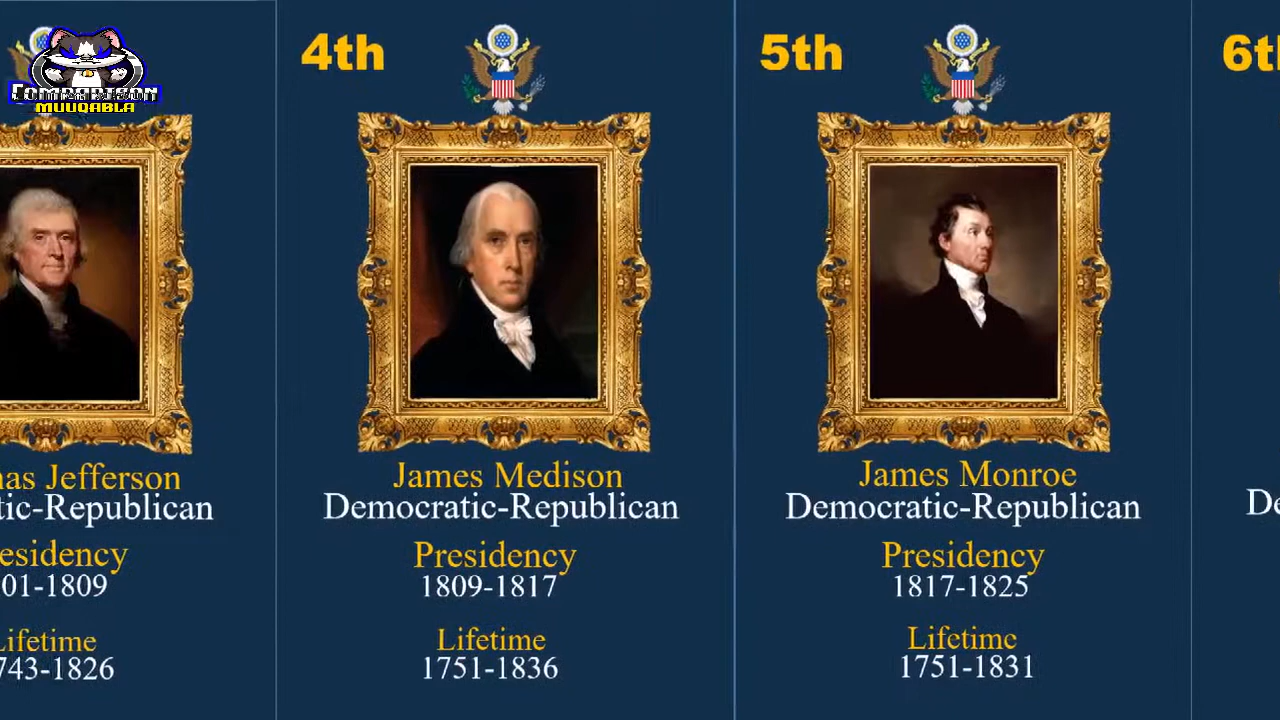 Comparison
MUUQABLA
nas Jefferson
tic-Republican
esidency
01-1809
Lifetime
743-1826
4th
James Medison
Democratic-Republican
Presidency
1809-1817
Lifetime
1751-1836
5th
James Monroe
Democratic-Republican
Presidency
1817-1825
Lifetime
1751-1831
6th
De